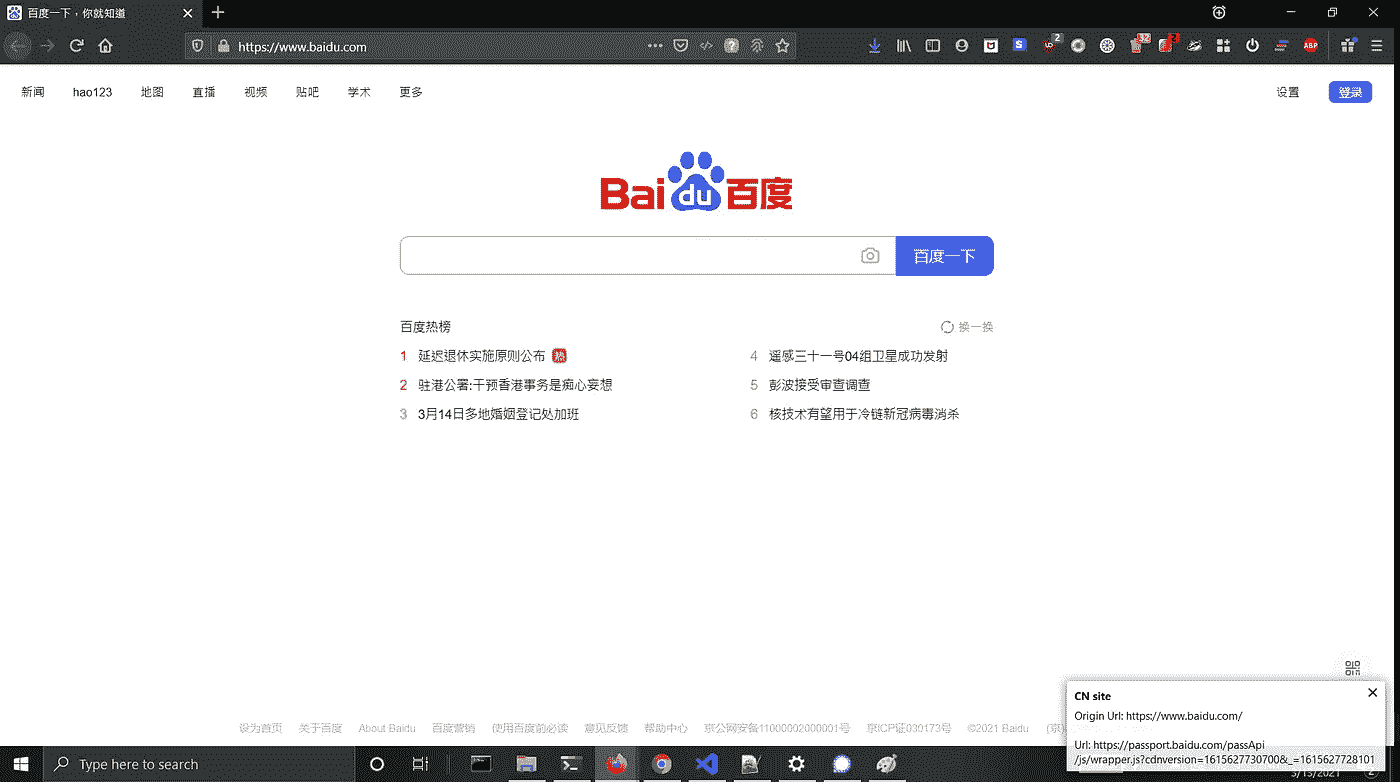 百度一下，你就知道
https://www.baidu.com
2
32
2
ABP
新闻 hao123 地图 直播 视频 贴吧 学术 更多 设置 登录
Bai du 百度
百度一下
百度热榜 换一换
1 延迟退休实施原则公布 热
2 驻港公署:干预香港事务是痴心妄想
3 3月14日多地婚姻登记处加班
4 遥感三十一号04组卫星成功发射
5 彭波接受审查调查
6 核技术有望用于冷链新冠病毒消杀
设为首页 关于百度 About Baidu 百度营销 使用百度前必读 意见反馈 帮助中心 京公网安备11000002000001号 京ICP证030173号 ©2021 Baidu (京)
CN site
Origin Url: https://www.baidu.com/
Url: https://passport.baidu.com/passApi
/js/wrapper.js?cdnversion=1615627730700&_=1615627728101
Type here to search
3/13/2021